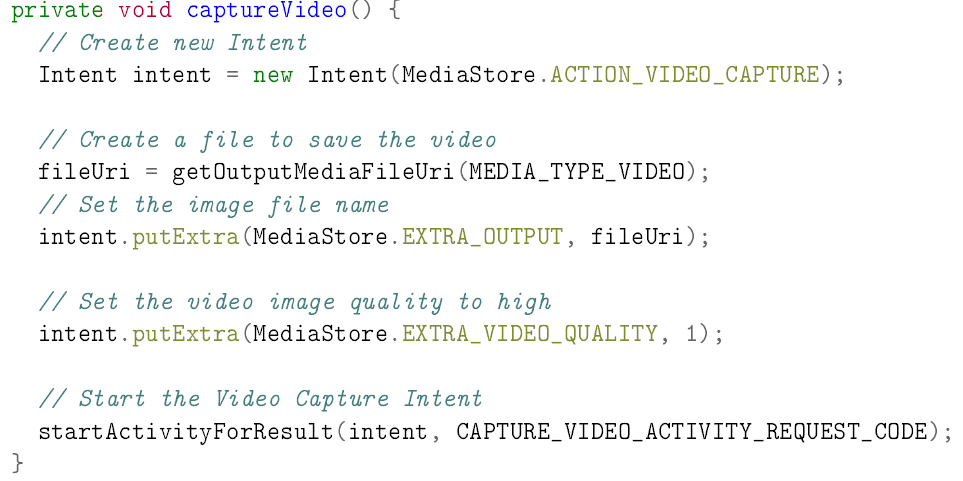 private void captureVideo() {
  // Create new Intent
  Intent intent = new Intent(MediaStore.ACTION_VIDEO_CAPTURE);

  // Create a file to save the video
  fileUri = getOutputMediaFileUri(MEDIA_TYPE_VIDEO);
  // Set the image file name
  intent.putExtra(MediaStore.EXTRA_OUTPUT, fileUri);

  // Set the video image quality to high
  intent.putExtra(MediaStore.EXTRA_VIDEO_QUALITY, 1);

  // Start the Video Capture Intent
  startActivityForResult(intent, CAPTURE_VIDEO_ACTIVITY_REQUEST_CODE);
}